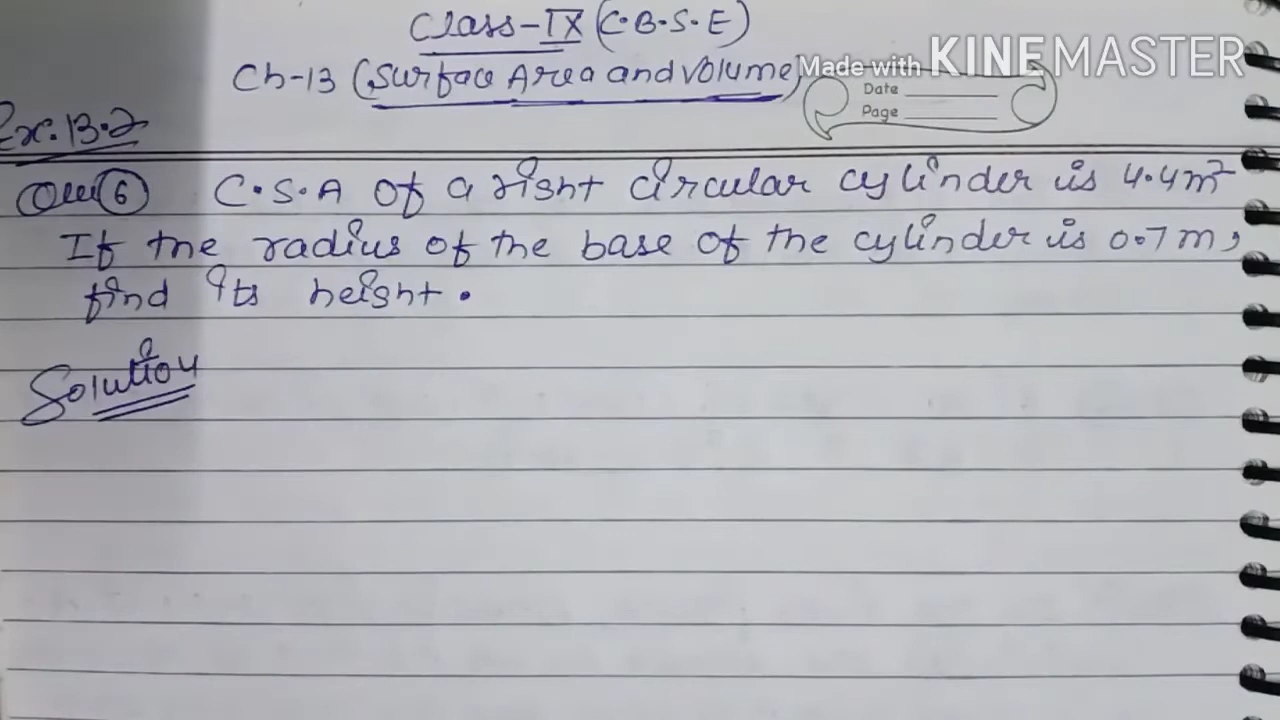 Class-IX (C.B.S.E)
Ch-13 (Surface Area and Volume)
Made with KINEMASTER
Date
Page
Ex. 13.2
Que 6 C.S.A of a right circular cylinder is 4.4 m²
If the radius of the base of the cylinder is 0.7 m,
find its height.
Solution